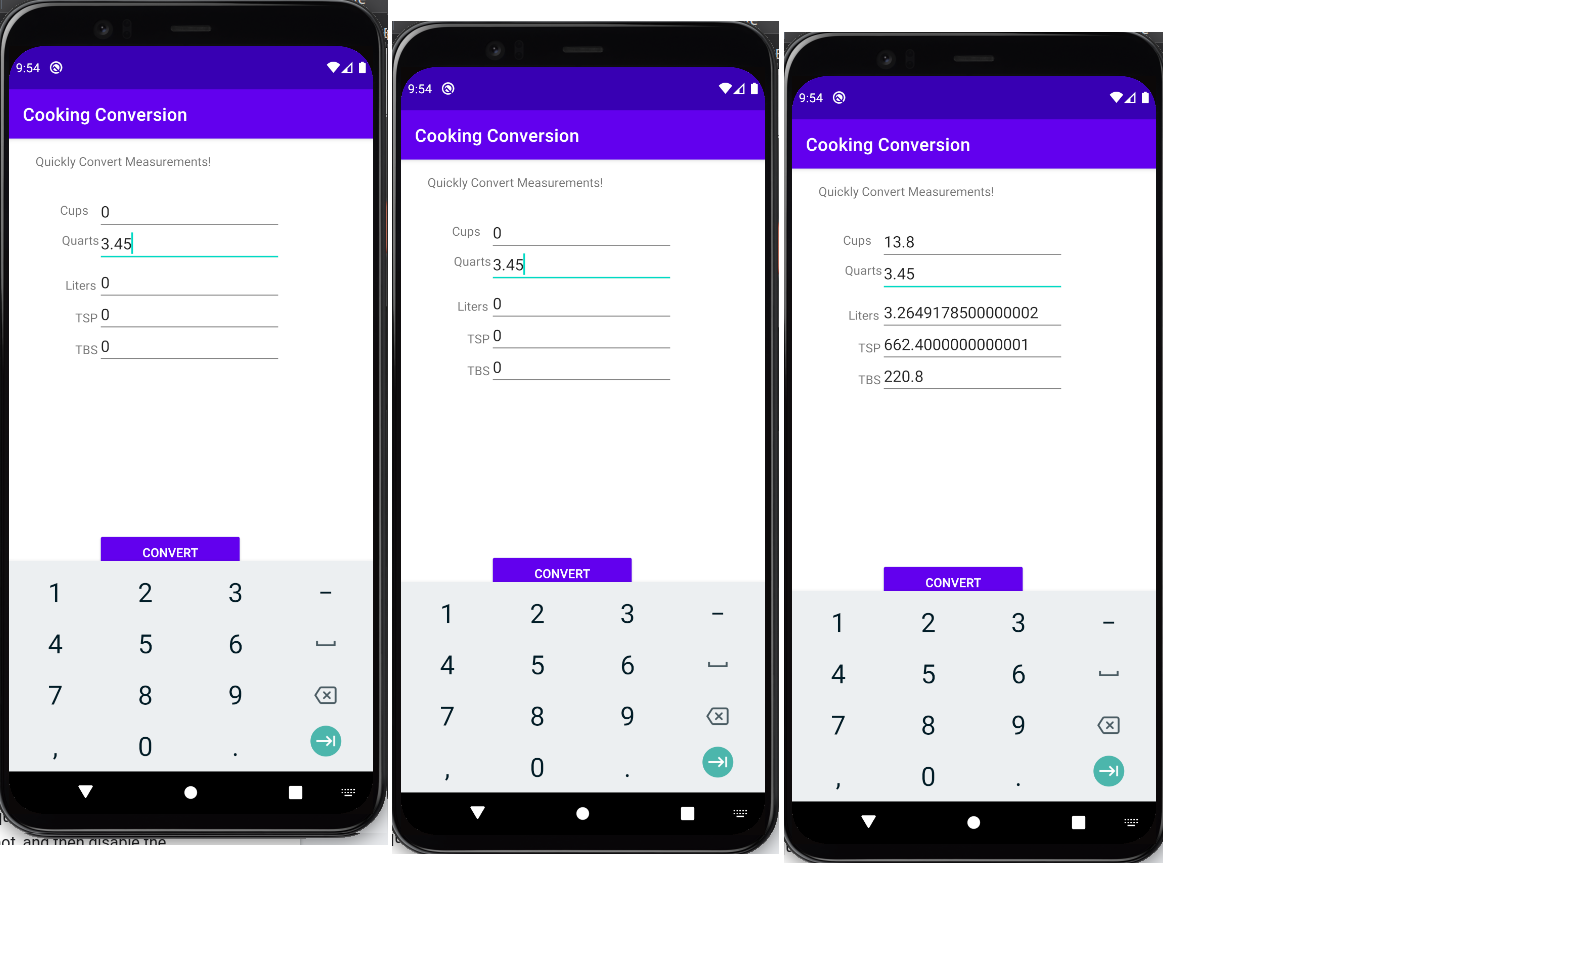 9:54
Cooking Conversion
Quickly Convert Measurements!
Cups 0
Quarts 3.45
Liters 0
TSP 0
TBS 0
CONVERT
1 2 3 –
4 5 6
7 8 9
, 0 .
not, and then disable the
9:54
Cooking Conversion
Quickly Convert Measurements!
Cups 0
Quarts 3.45
Liters 0
TSP 0
TBS 0
CONVERT
1 2 3 –
4 5 6
7 8 9
, 0 .
9:54
Cooking Conversion
Quickly Convert Measurements!
Cups 13.8
Quarts 3.45
Liters 3.2649178500000002
TSP 662.4000000000001
TBS 220.8
CONVERT
1 2 3 –
4 5 6
7 8 9
, 0 .